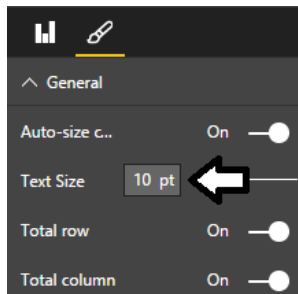 General
Auto-size c... On
Text Size 10 pt
Total row On
Total column On